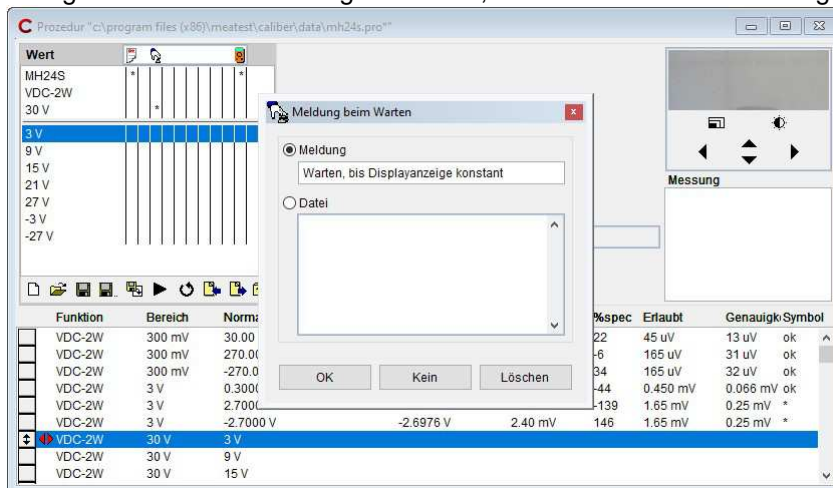 Prozedur "c:\program files (x86)\meatest\caliber\data\mh24s.pro*"
Wert
MH24S * *
VDC-2W
30 V *
3 V
9 V
15 V
21 V
27 V
-3 V
-27 V
Meldung beim Warten
Meldung
Warten, bis Displayanzeige konstant
Datei
OK Kein Löschen
Messung
Funktion Bereich Norma %spec Erlaubt Genauigk Symbol
VDC-2W 300 mV 30.00 22 45 uV 13 uV ok
VDC-2W 300 mV 270.00 -6 165 uV 31 uV ok
VDC-2W 300 mV -270.0 34 165 uV 32 uV ok
VDC-2W 3 V 0.3000 -44 0.450 mV 0.066 mV ok
VDC-2W 3 V 2.7000 -139 1.65 mV 0.25 mV *
VDC-2W 3 V -2.7000 V -2.6976 V 2.40 mV 146 1.65 mV 0.25 mV *
VDC-2W 30 V 3 V
VDC-2W 30 V 9 V
VDC-2W 30 V 15 V